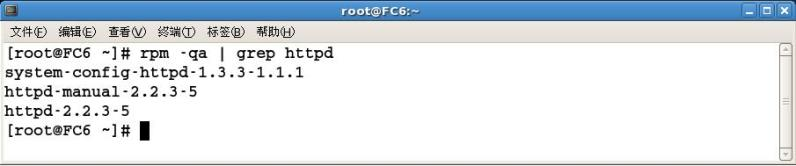 root@FC6:~
文件(F) 编辑(E) 查看(V) 终端(T) 标签(B) 帮助(H)
[root@FC6 ~]# rpm -qa | grep httpd
system-config-httpd-1.3.3-1.1.1
httpd-manual-2.2.3-5
httpd-2.2.3-5
[root@FC6 ~]#